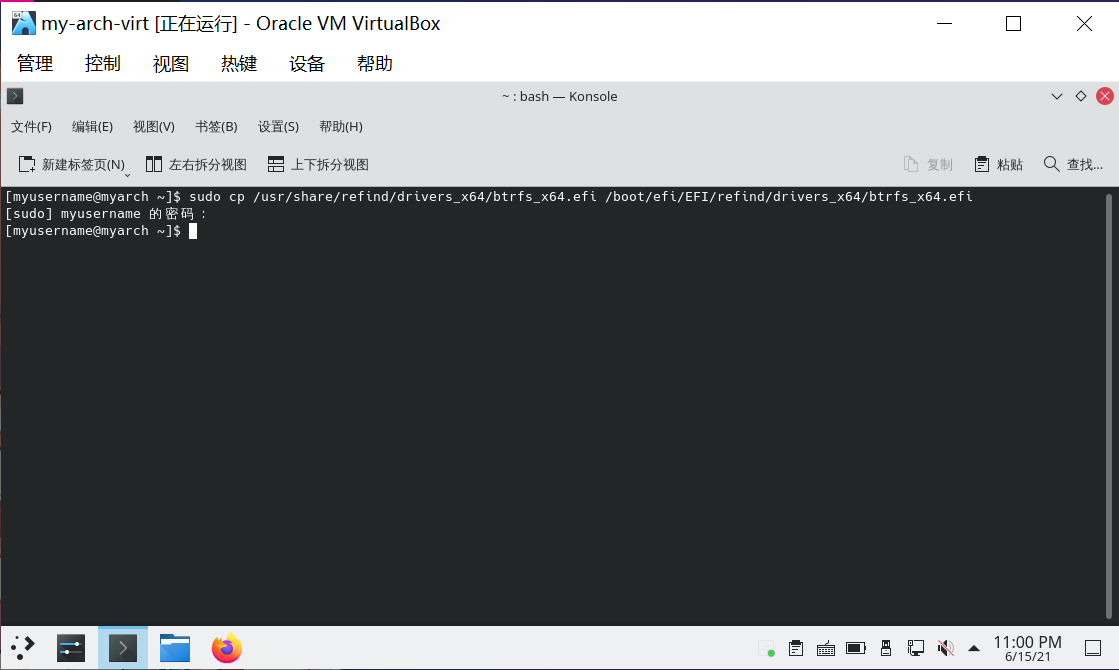 my-arch-virt [正在运行] - Oracle VM VirtualBox
管理 控制 视图 热键 设备 帮助
~ : bash — Konsole
文件(F) 编辑(E) 视图(V) 书签(B) 设置(S) 帮助(H)
新建标签页(N) 左右拆分视图 上下拆分视图 复制 粘贴 查找...
[myusername@myarch ~]$ sudo cp /usr/share/refind/drivers_x64/btrfs_x64.efi /boot/efi/EFI/refind/drivers_x64/btrfs_x64.efi
[sudo] myusername 的密码：
[myusername@myarch ~]$
11:00 PM
6/15/21